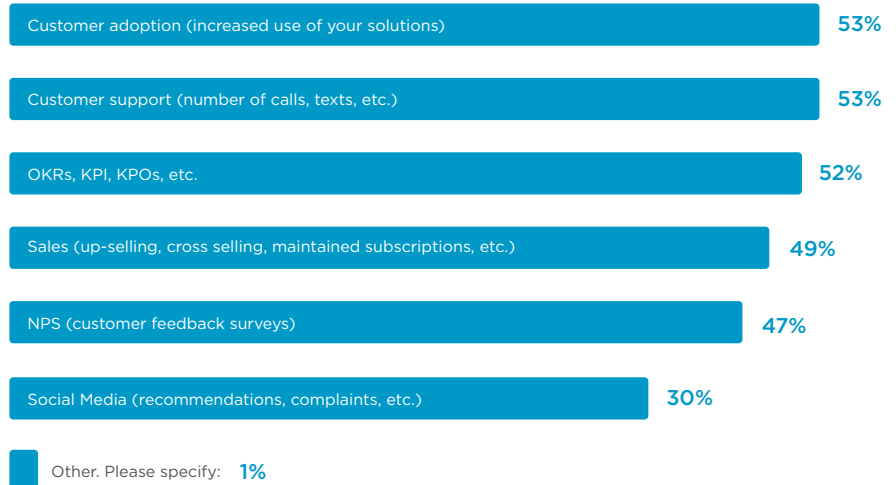 Customer adoption (increased use of your solutions) 53%
Customer support (number of calls, texts, etc.) 53%
OKRs, KPI, KPOs, etc. 52%
Sales (up-selling, cross selling, maintained subscriptions, etc.) 49%
NPS (customer feedback surveys) 47%
Social Media (recommendations, complaints, etc.) 30%
Other. Please specify: 1%